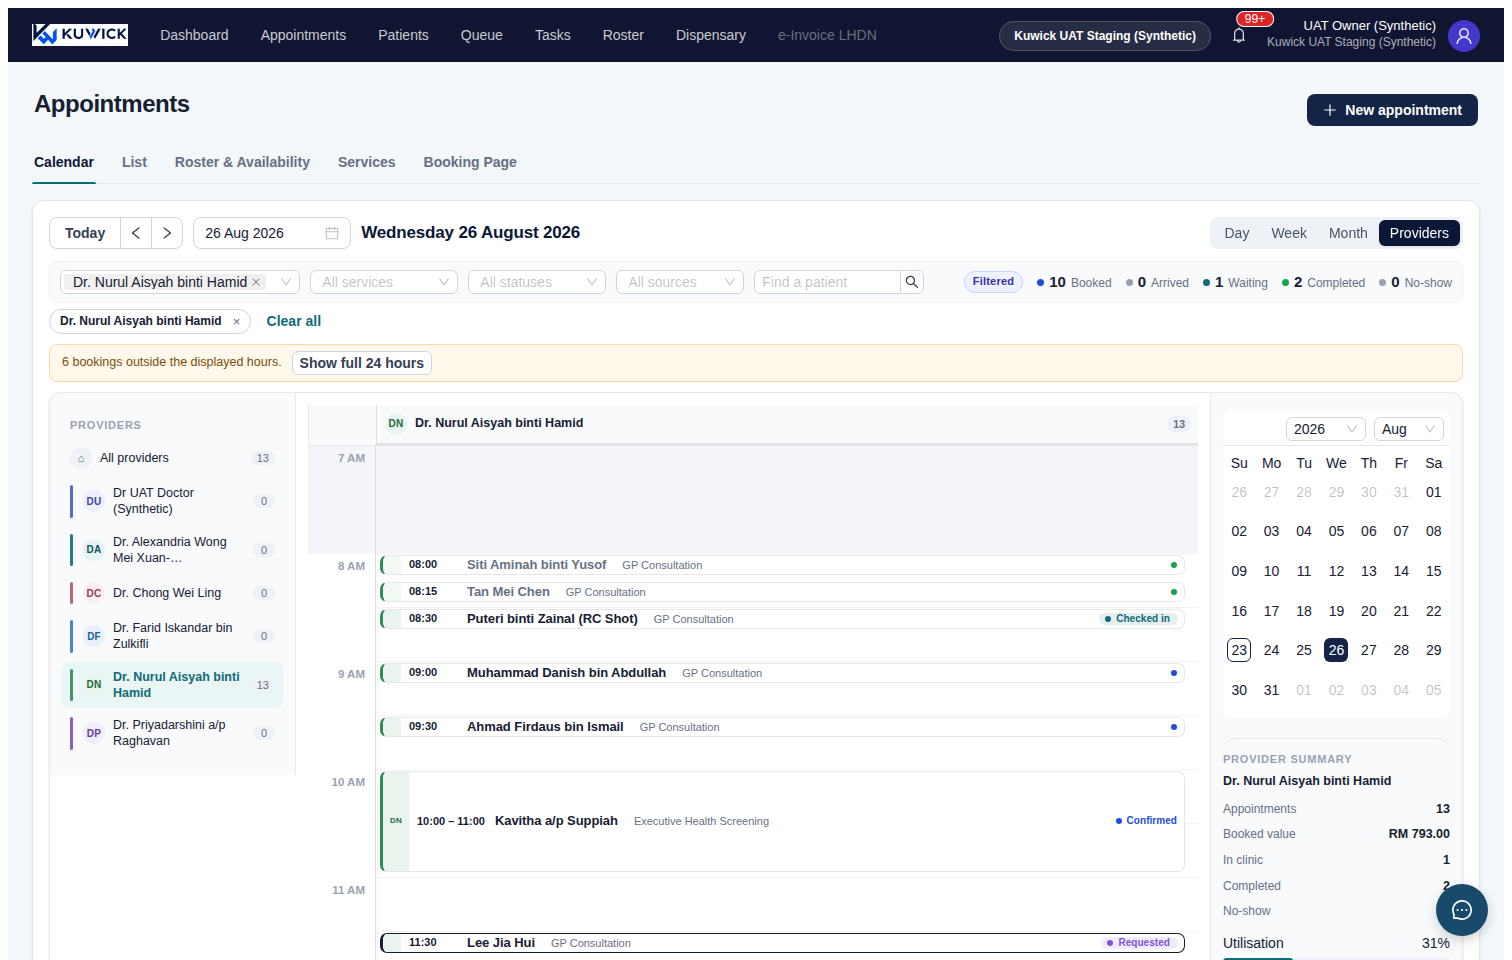 KUWICK
Dashboard
Appointments
Patients
Queue
Tasks
Roster
Dispensary
e-Invoice LHDN
Kuwick UAT Staging (Synthetic)
99+
UAT Owner (Synthetic)
Kuwick UAT Staging (Synthetic)
Appointments
New appointment
Calendar
List
Roster & Availability
Services
Booking Page
Today
26 Aug 2026
Wednesday 26 August 2026
Day
Week
Month
Providers
Dr. Nurul Aisyah binti Hamid ×
All services
All statuses
All sources
Find a patient
Filtered
10 Booked
0 Arrived
1 Waiting
2 Completed
0 No-show
Dr. Nurul Aisyah binti Hamid ×
Clear all
6 bookings outside the displayed hours.
Show full 24 hours
PROVIDERS
All providers 13
DU Dr UAT Doctor (Synthetic) 0
DA Dr. Alexandria Wong Mei Xuan-… 0
DC Dr. Chong Wei Ling 0
DF Dr. Farid Iskandar bin Zulkifli 0
DN Dr. Nurul Aisyah binti Hamid 13
DP Dr. Priyadarshini a/p Raghavan 0
DN Dr. Nurul Aisyah binti Hamid 13
7 AM
8 AM
08:00 Siti Aminah binti Yusof GP Consultation
08:15 Tan Mei Chen GP Consultation
08:30 Puteri binti Zainal (RC Shot) GP Consultation Checked in
9 AM
09:00 Muhammad Danish bin Abdullah GP Consultation
09:30 Ahmad Firdaus bin Ismail GP Consultation
10 AM
DN 10:00 – 11:00 Kavitha a/p Suppiah Executive Health Screening Confirmed
11 AM
11:30 Lee Jia Hui GP Consultation Requested
2026 Aug
Su Mo Tu We Th Fr Sa
26 27 28 29 30 31 01
02 03 04 05 06 07 08
09 10 11 12 13 14 15
16 17 18 19 20 21 22
23 24 25 26 27 28 29
30 31 01 02 03 04 05
PROVIDER SUMMARY
Dr. Nurul Aisyah binti Hamid
Appointments 13
Booked value RM 793.00
In clinic 1
Completed 2
No-show
Utilisation 31%